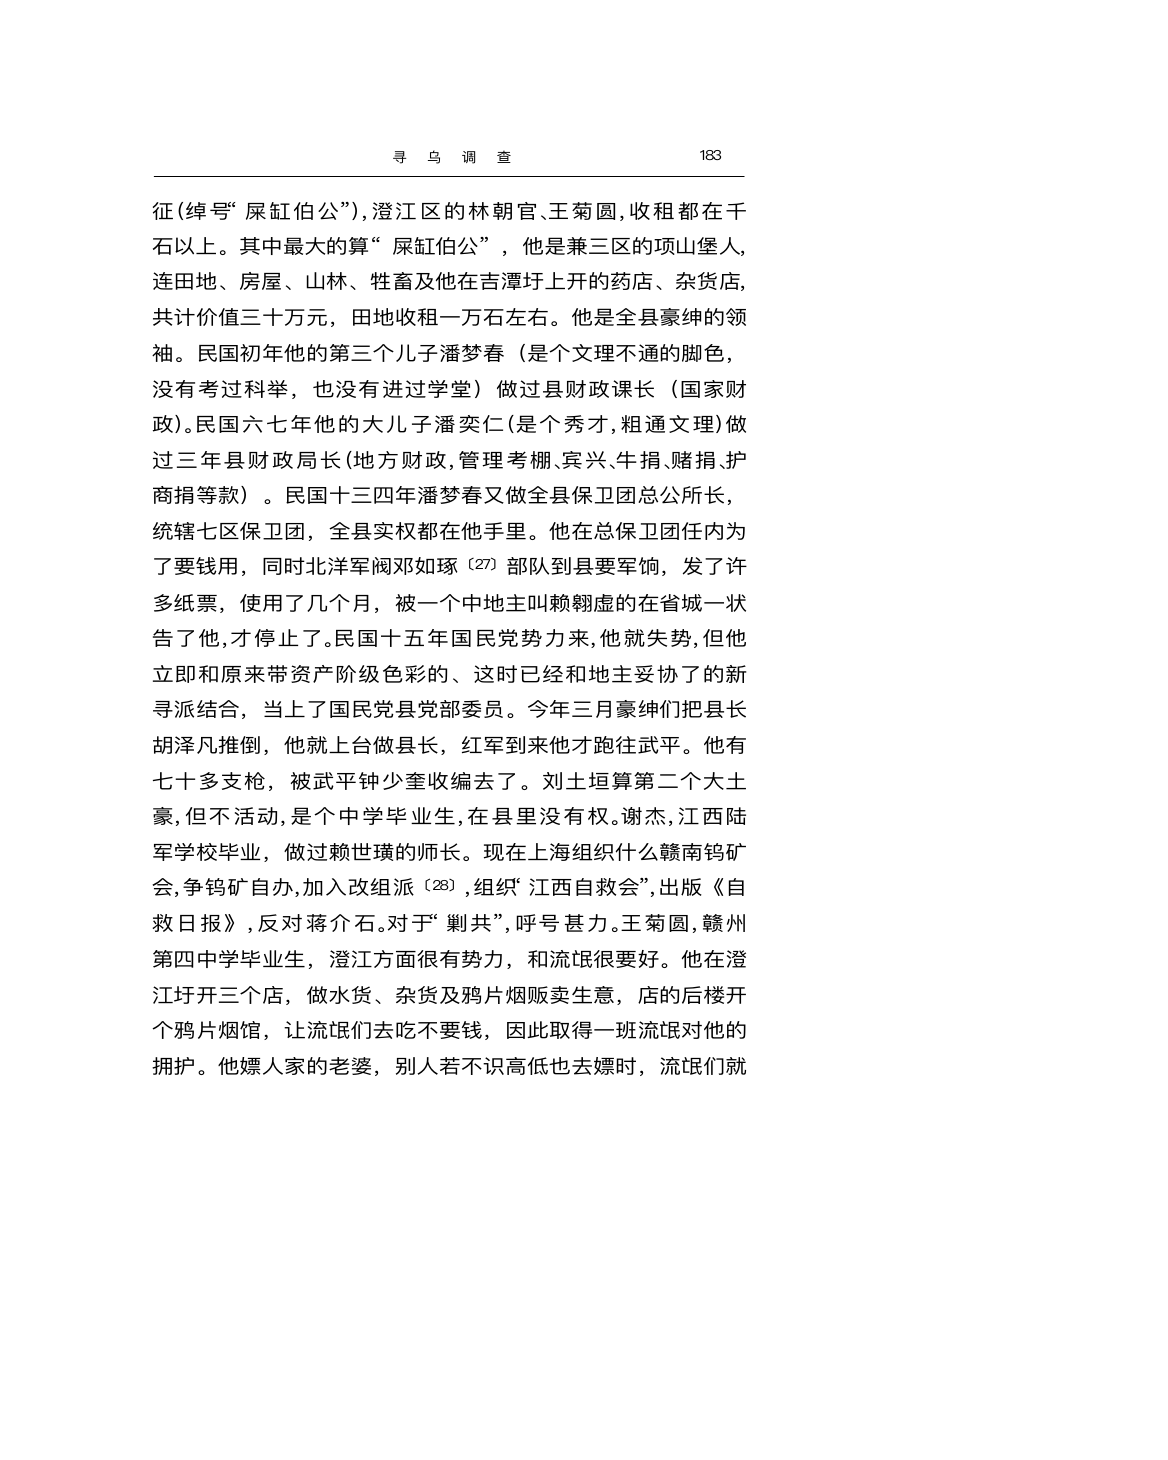 寻乌调查 183
征(绰号“屎缸伯公”),澄江区的林朝官、王菊圆,收租都在千
石以上。其中最大的算“屎缸伯公”，他是兼三区的项山堡人,
连田地、房屋、山林、牲畜及他在吉潭圩上开的药店、杂货店,
共计价值三十万元，田地收租一万石左右。他是全县豪绅的领
袖。民国初年他的第三个儿子潘梦春（是个文理不通的脚色，
没有考过科举，也没有进过学堂）做过县财政课长（国家财
政)。民国六七年他的大儿子潘奕仁(是个秀才,粗通文理)做
过三年县财政局长(地方财政,管理考棚、宾兴、牛捐、赌捐、护
商捐等款）。民国十三四年潘梦春又做全县保卫团总公所长，
统辖七区保卫团，全县实权都在他手里。他在总保卫团任内为
了要钱用，同时北洋军阀邓如琢〔27〕部队到县要军饷，发了许
多纸票，使用了几个月，被一个中地主叫赖翱虚的在省城一状
告了他,才停止了。民国十五年国民党势力来,他就失势,但他
立即和原来带资产阶级色彩的、这时已经和地主妥协了的新
寻派结合，当上了国民党县党部委员。今年三月豪绅们把县长
胡泽凡推倒，他就上台做县长，红军到来他才跑往武平。他有
七十多支枪，被武平钟少奎收编去了。刘土垣算第二个大土
豪,但不活动,是个中学毕业生,在县里没有权。谢杰,江西陆
军学校毕业，做过赖世璜的师长。现在上海组织什么赣南钨矿
会,争钨矿自办,加入改组派〔28〕,组织“江西自救会”,出版《自
救日报》,反对蒋介石。对于“剿共”,呼号甚力。王菊圆,赣州
第四中学毕业生，澄江方面很有势力，和流氓很要好。他在澄
江圩开三个店，做水货、杂货及鸦片烟贩卖生意，店的后楼开
个鸦片烟馆，让流氓们去吃不要钱，因此取得一班流氓对他的
拥护。他嫖人家的老婆，别人若不识高低也去嫖时，流氓们就